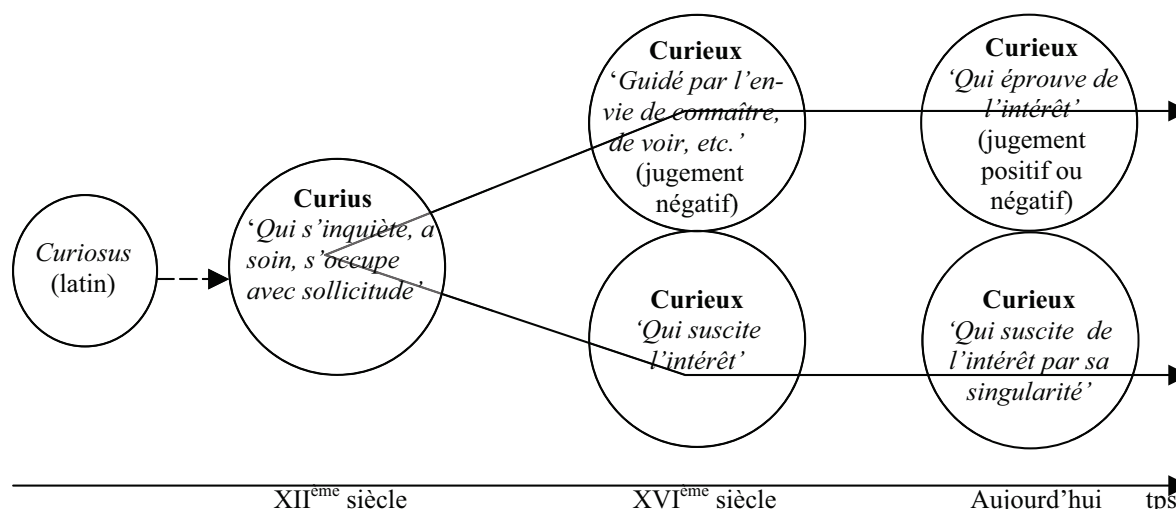 Curiosus
(latin)
Curius
‘Qui s’inquiète, a
soin, s’occupe
avec sollicitude’
Curieux
‘Guidé par l’en-
vie de connaître,
de voir, etc.’
(jugement
négatif)
Curieux
‘Qui suscite
l’intérêt’
Curieux
‘Qui éprouve de
l’intérêt’
(jugement
positif ou
négatif)
Curieux
‘Qui suscite de
l’intérêt par sa
singularité’
XIIème siècle
XVIème siècle
Aujourd’hui
tps